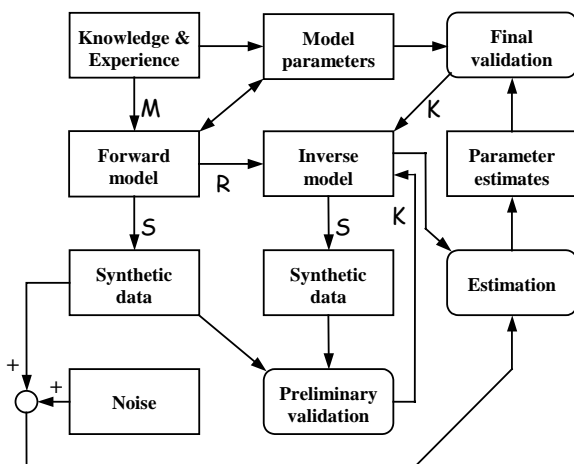 Knowledge &
Experience
Model
parameters
Final
validation
M
K
Forward
model
R
Inverse
model
Parameter
estimates
S
S
K
Synthetic
data
Synthetic
data
Estimation
+
+
Noise
Preliminary
validation